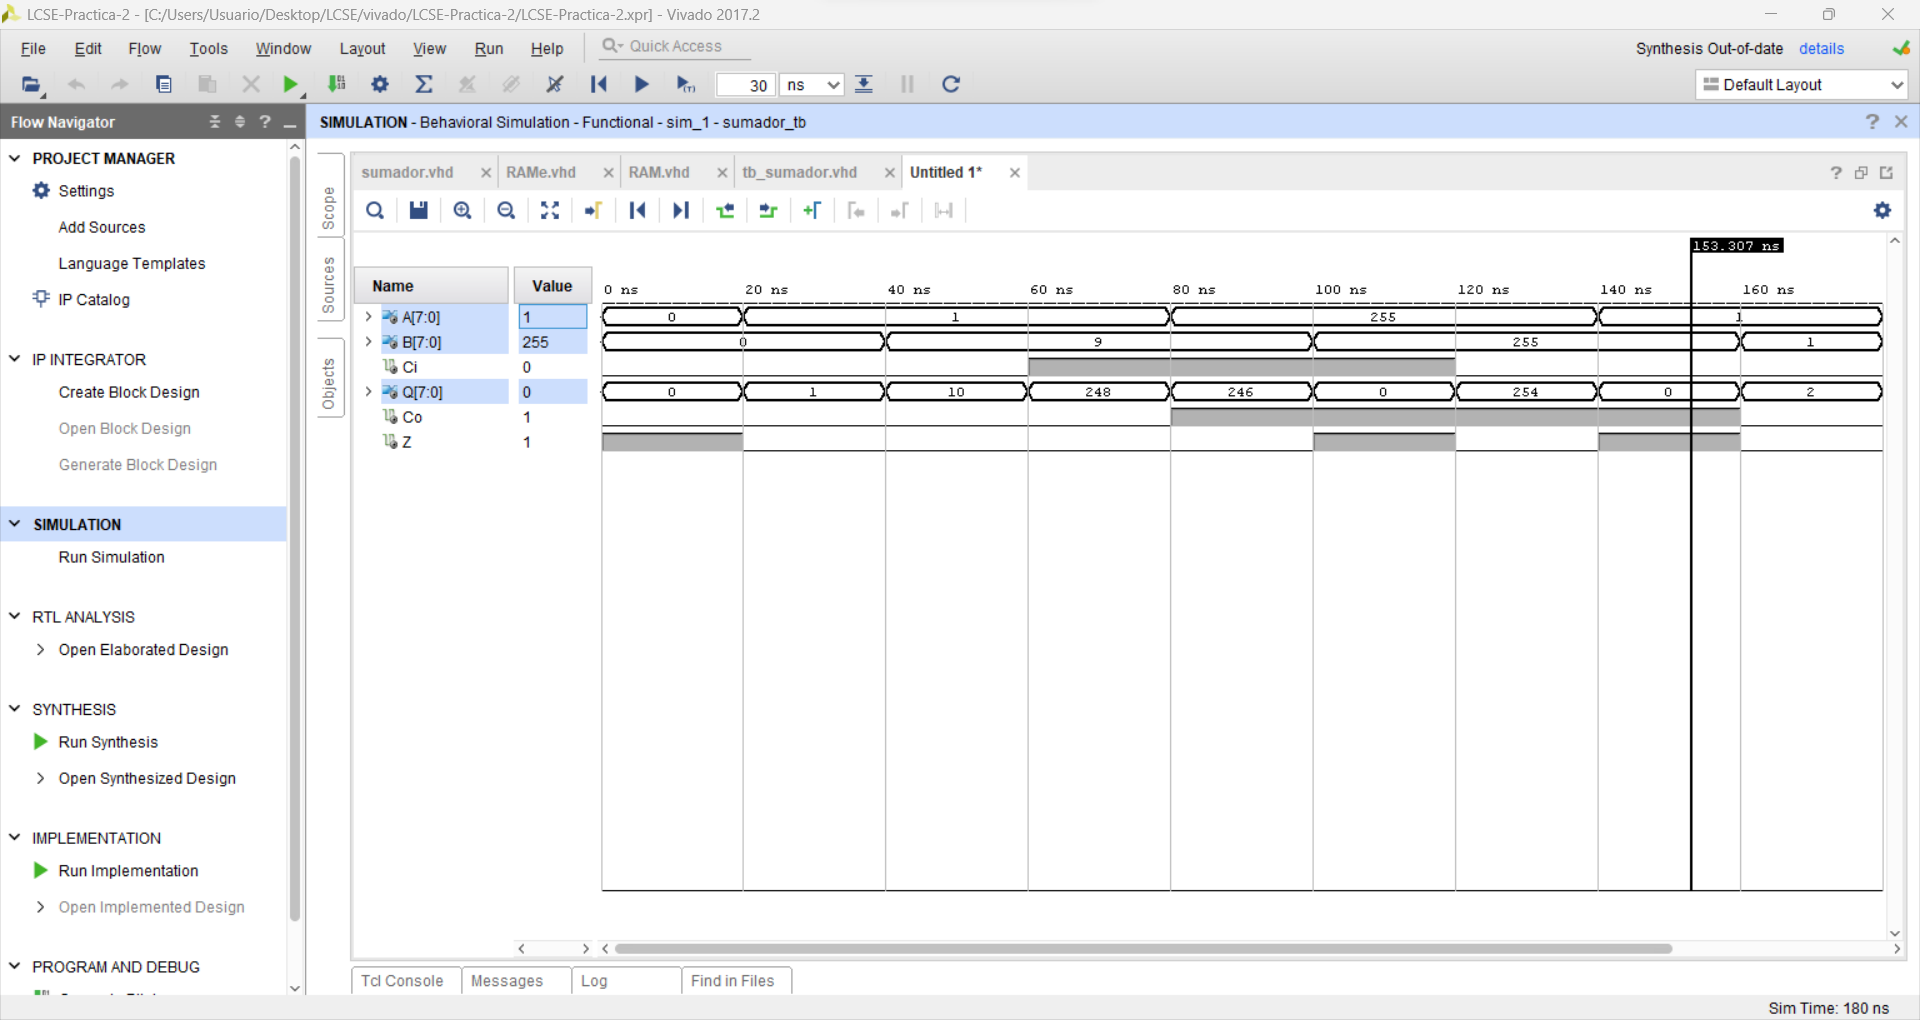 LCSE-Practica-2 - [C:/Users/Usuario/Desktop/LCSE/vivado/LCSE-Practica-2/LCSE-Practica-2.xpr] - Vivado 2017.2
File Edit Flow Tools Window Layout View Run Help Quick Access Synthesis Out-of-date details
30 ns Default Layout
Flow Navigator
SIMULATION - Behavioral Simulation - Functional - sim_1 - sumador_tb
PROJECT MANAGER
Settings
Add Sources
Language Templates
IP Catalog
IP INTEGRATOR
Create Block Design
Open Block Design
Generate Block Design
SIMULATION
Run Simulation
RTL ANALYSIS
Open Elaborated Design
SYNTHESIS
Run Synthesis
Open Synthesized Design
IMPLEMENTATION
Run Implementation
Open Implemented Design
PROGRAM AND DEBUG
Scope
Sources
Objects
sumador.vhd RAMe.vhd RAM.vhd tb_sumador.vhd Untitled 1*
153.307 ns
Name Value 0 ns 20 ns 40 ns 60 ns 80 ns 100 ns 120 ns 140 ns 160 ns
A[7:0] 1 0 1 255 1
B[7:0] 255 0 9 255 1
Ci 0
Q[7:0] 0 0 1 10 248 246 0 254 0 2
Co 1
Z 1
Tcl Console Messages Log Find in Files
Sim Time: 180 ns